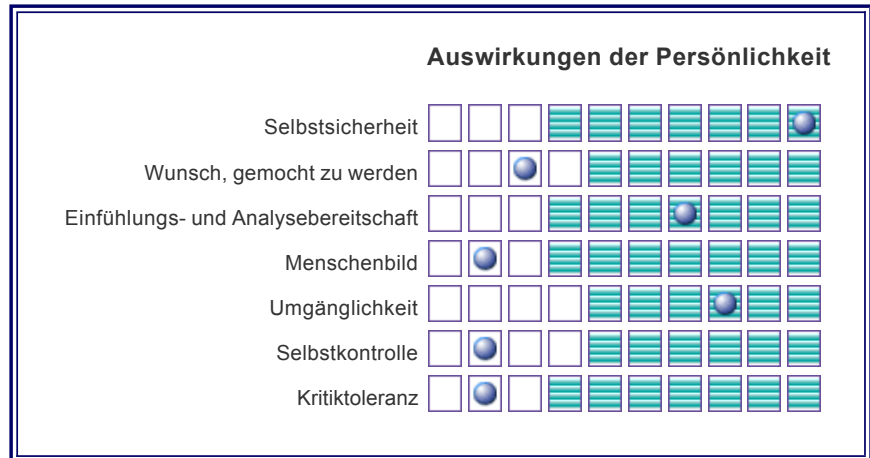 Auswirkungen der Persönlichkeit
Selbstsicherheit
Wunsch, gemocht zu werden
Einfühlungs- und Analysebereitschaft
Menschenbild
Umgänglichkeit
Selbstkontrolle
Kritiktoleranz